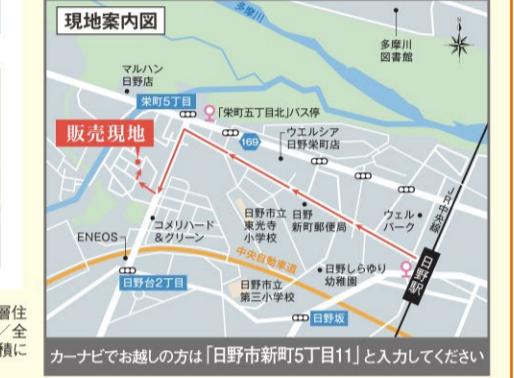 現地案内図
多摩川
多摩川
図書館
N
マルハン
日野店
栄町5丁目
「栄町五丁目北」バス停
販売現地
169
ウエルシア
日野栄町店
JR中央線
日野市立
東光寺
小学校
日野
新町郵便局
ウェル
パーク
コメリハード
&グリーン
ENEOS
中央自動車道
日野駅
日野しらゆり
幼稚園
日野台2丁目
日野市立
第三小学校
日野坂
層住
／全
積に
カーナビでお越しの方は「日野市新町5丁目11」と入力してください